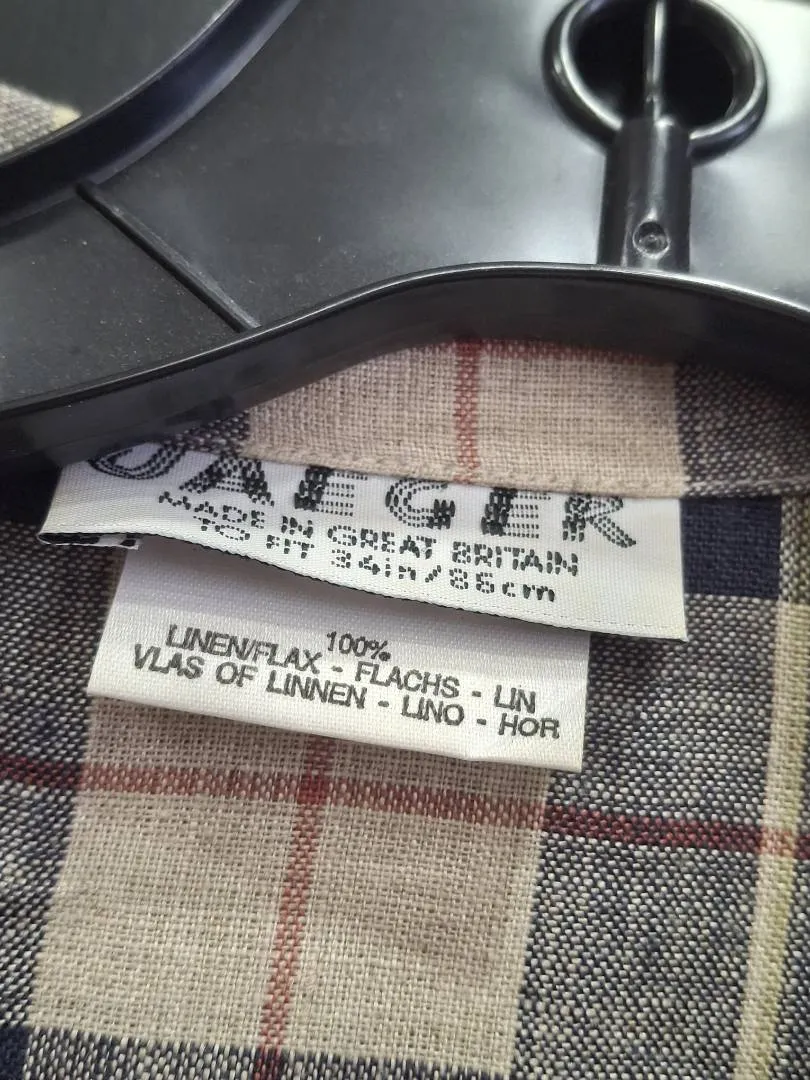 JAEGER
MADE IN GREAT BRITAIN
TO FIT 34in/86cm
100%
LINEN/FLAX - FLACHS - LIN
VLAS OF LINNEN - LINO - HOR